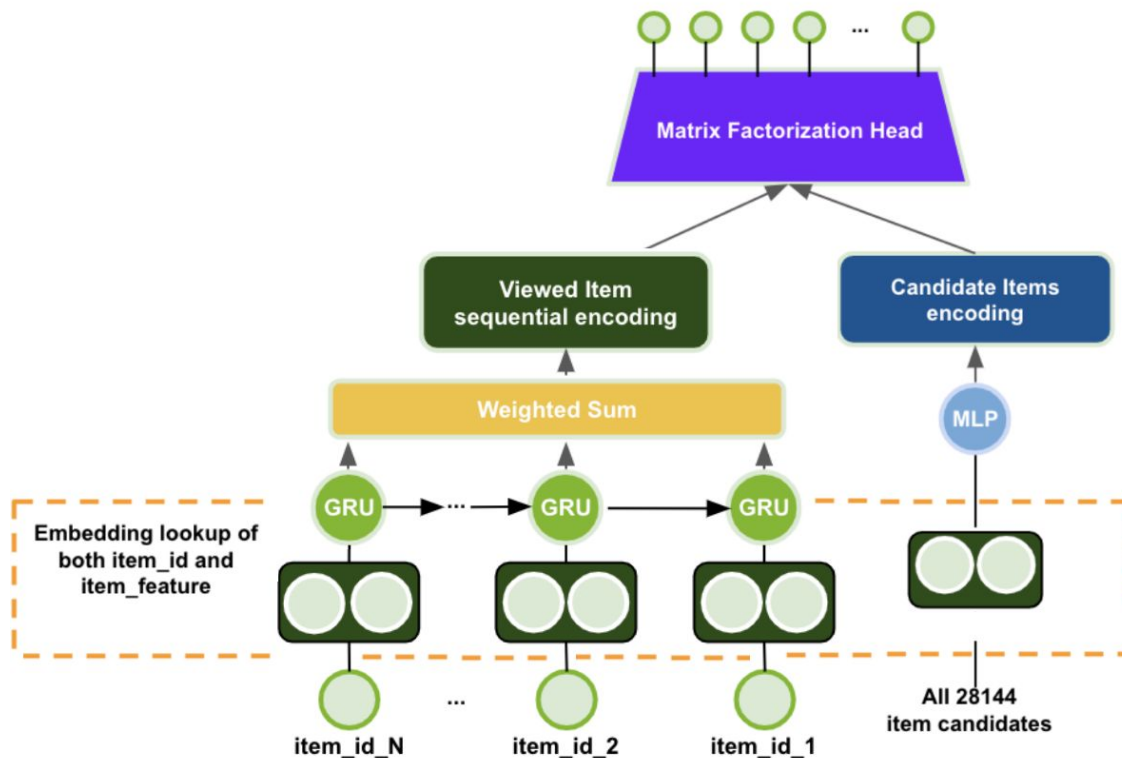 ...
Matrix Factorization Head
Viewed Item
sequential encoding
Candidate Items
encoding
Weighted Sum
MLP
GRU
...
GRU
GRU
Embedding lookup of
both item_id and
item_feature
...
item_id_N
item_id_2
item_id_1
All 28144
item candidates